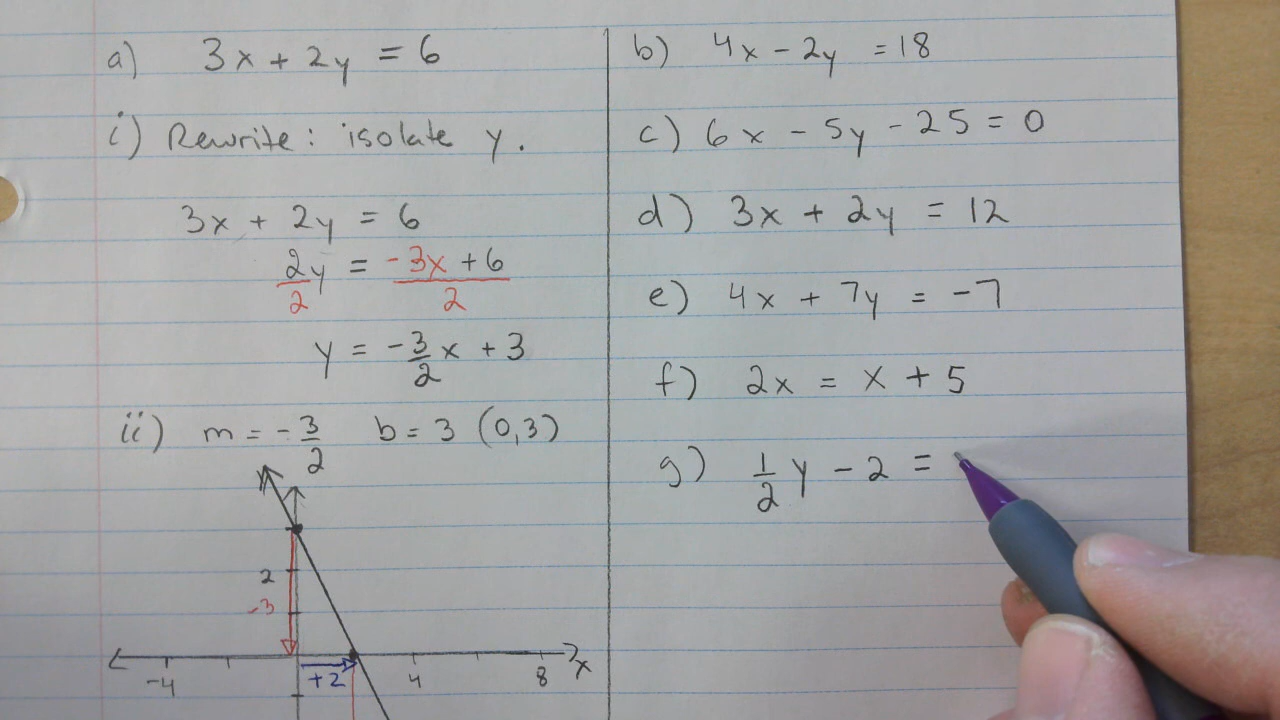 a) 3x + 2y = 6
i) Rewrite: isolate y.
3x + 2y = 6
2y/2 = -3x + 6/2
y = -3/2 x + 3
ii) m = -3/2 b = 3 (0,3)
y
2
-3
-4 +2 4 8 x
b) 4x - 2y = 18
c) 6x - 5y - 25 = 0
d) 3x + 2y = 12
e) 4x + 7y = -7
f) 2x = x + 5
g) 1/2 y - 2 =